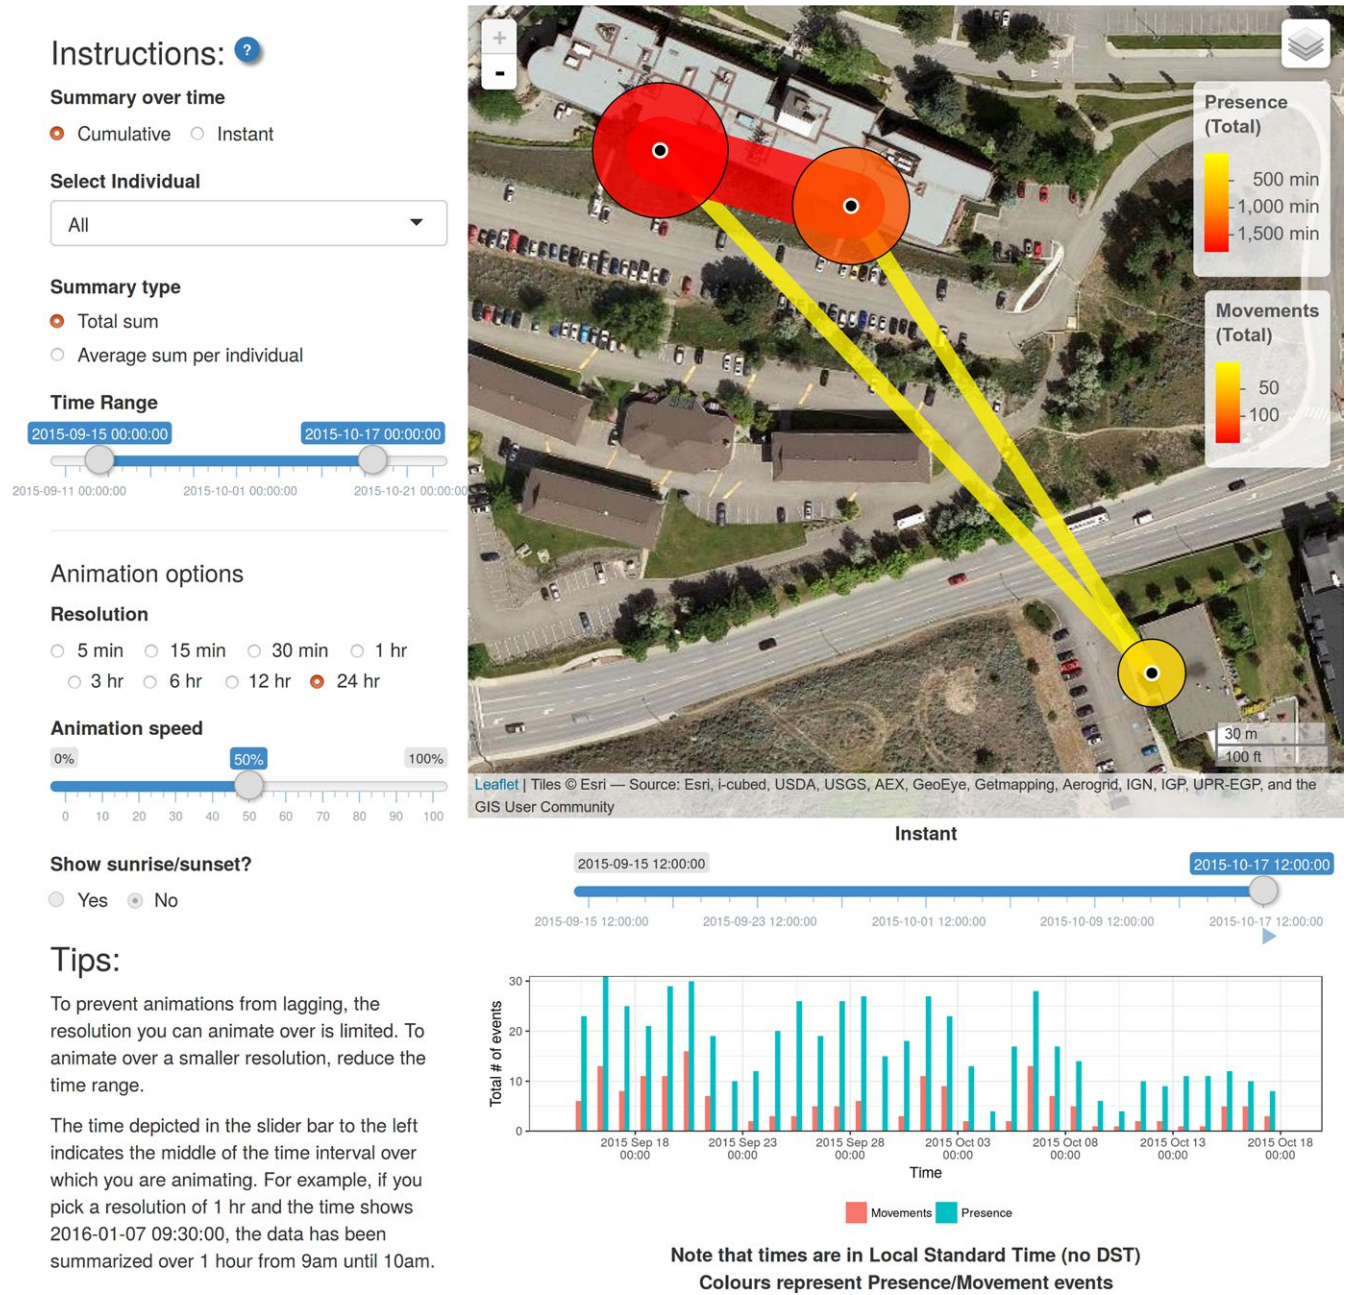 Instructions: ?
Summary over time
Cumulative Instant
Select Individual
All
Summary type
Total sum
Average sum per individual
Time Range
2015-09-15 00:00:00 2015-10-17 00:00:00
2015-09-11 00:00:00 2015-10-01 00:00:00 2015-10-21 00:00:00
Animation options
Resolution
5 min 15 min 30 min 1 hr
3 hr 6 hr 12 hr 24 hr
Animation speed
0% 50% 100%
0 10 20 30 40 50 60 70 80 90 100
Show sunrise/sunset?
Yes No
Tips:
To prevent animations from lagging, the
resolution you can animate over is limited. To
animate over a smaller resolution, reduce the
time range.
The time depicted in the slider bar to the left
indicates the middle of the time interval over
which you are animating. For example, if you
pick a resolution of 1 hr and the time shows
2016-01-07 09:30:00, the data has been
summarized over 1 hour from 9am until 10am.
+
-
Presence
(Total)
500 min
1,000 min
1,500 min
Movements
(Total)
50
100
30 m
100 ft
Leaflet | Tiles © Esri — Source: Esri, i-cubed, USDA, USGS, AEX, GeoEye, Getmapping, Aerogrid, IGN, IGP, UPR-EGP, and the
GIS User Community
Instant
2015-09-15 12:00:00 2015-10-17 12:00:00
2015-09-15 12:00:00 2015-09-23 12:00:00 2015-10-01 12:00:00 2015-10-09 12:00:00 2015-10-17 12:00:00
Total # of events
30
20
10
0
2015 Sep 18 2015 Sep 23 2015 Sep 28 2015 Oct 03 2015 Oct 08 2015 Oct 13 2015 Oct 18
00:00 00:00 00:00 00:00 00:00 00:00 00:00
Time
Movements Presence
Note that times are in Local Standard Time (no DST)
Colours represent Presence/Movement events